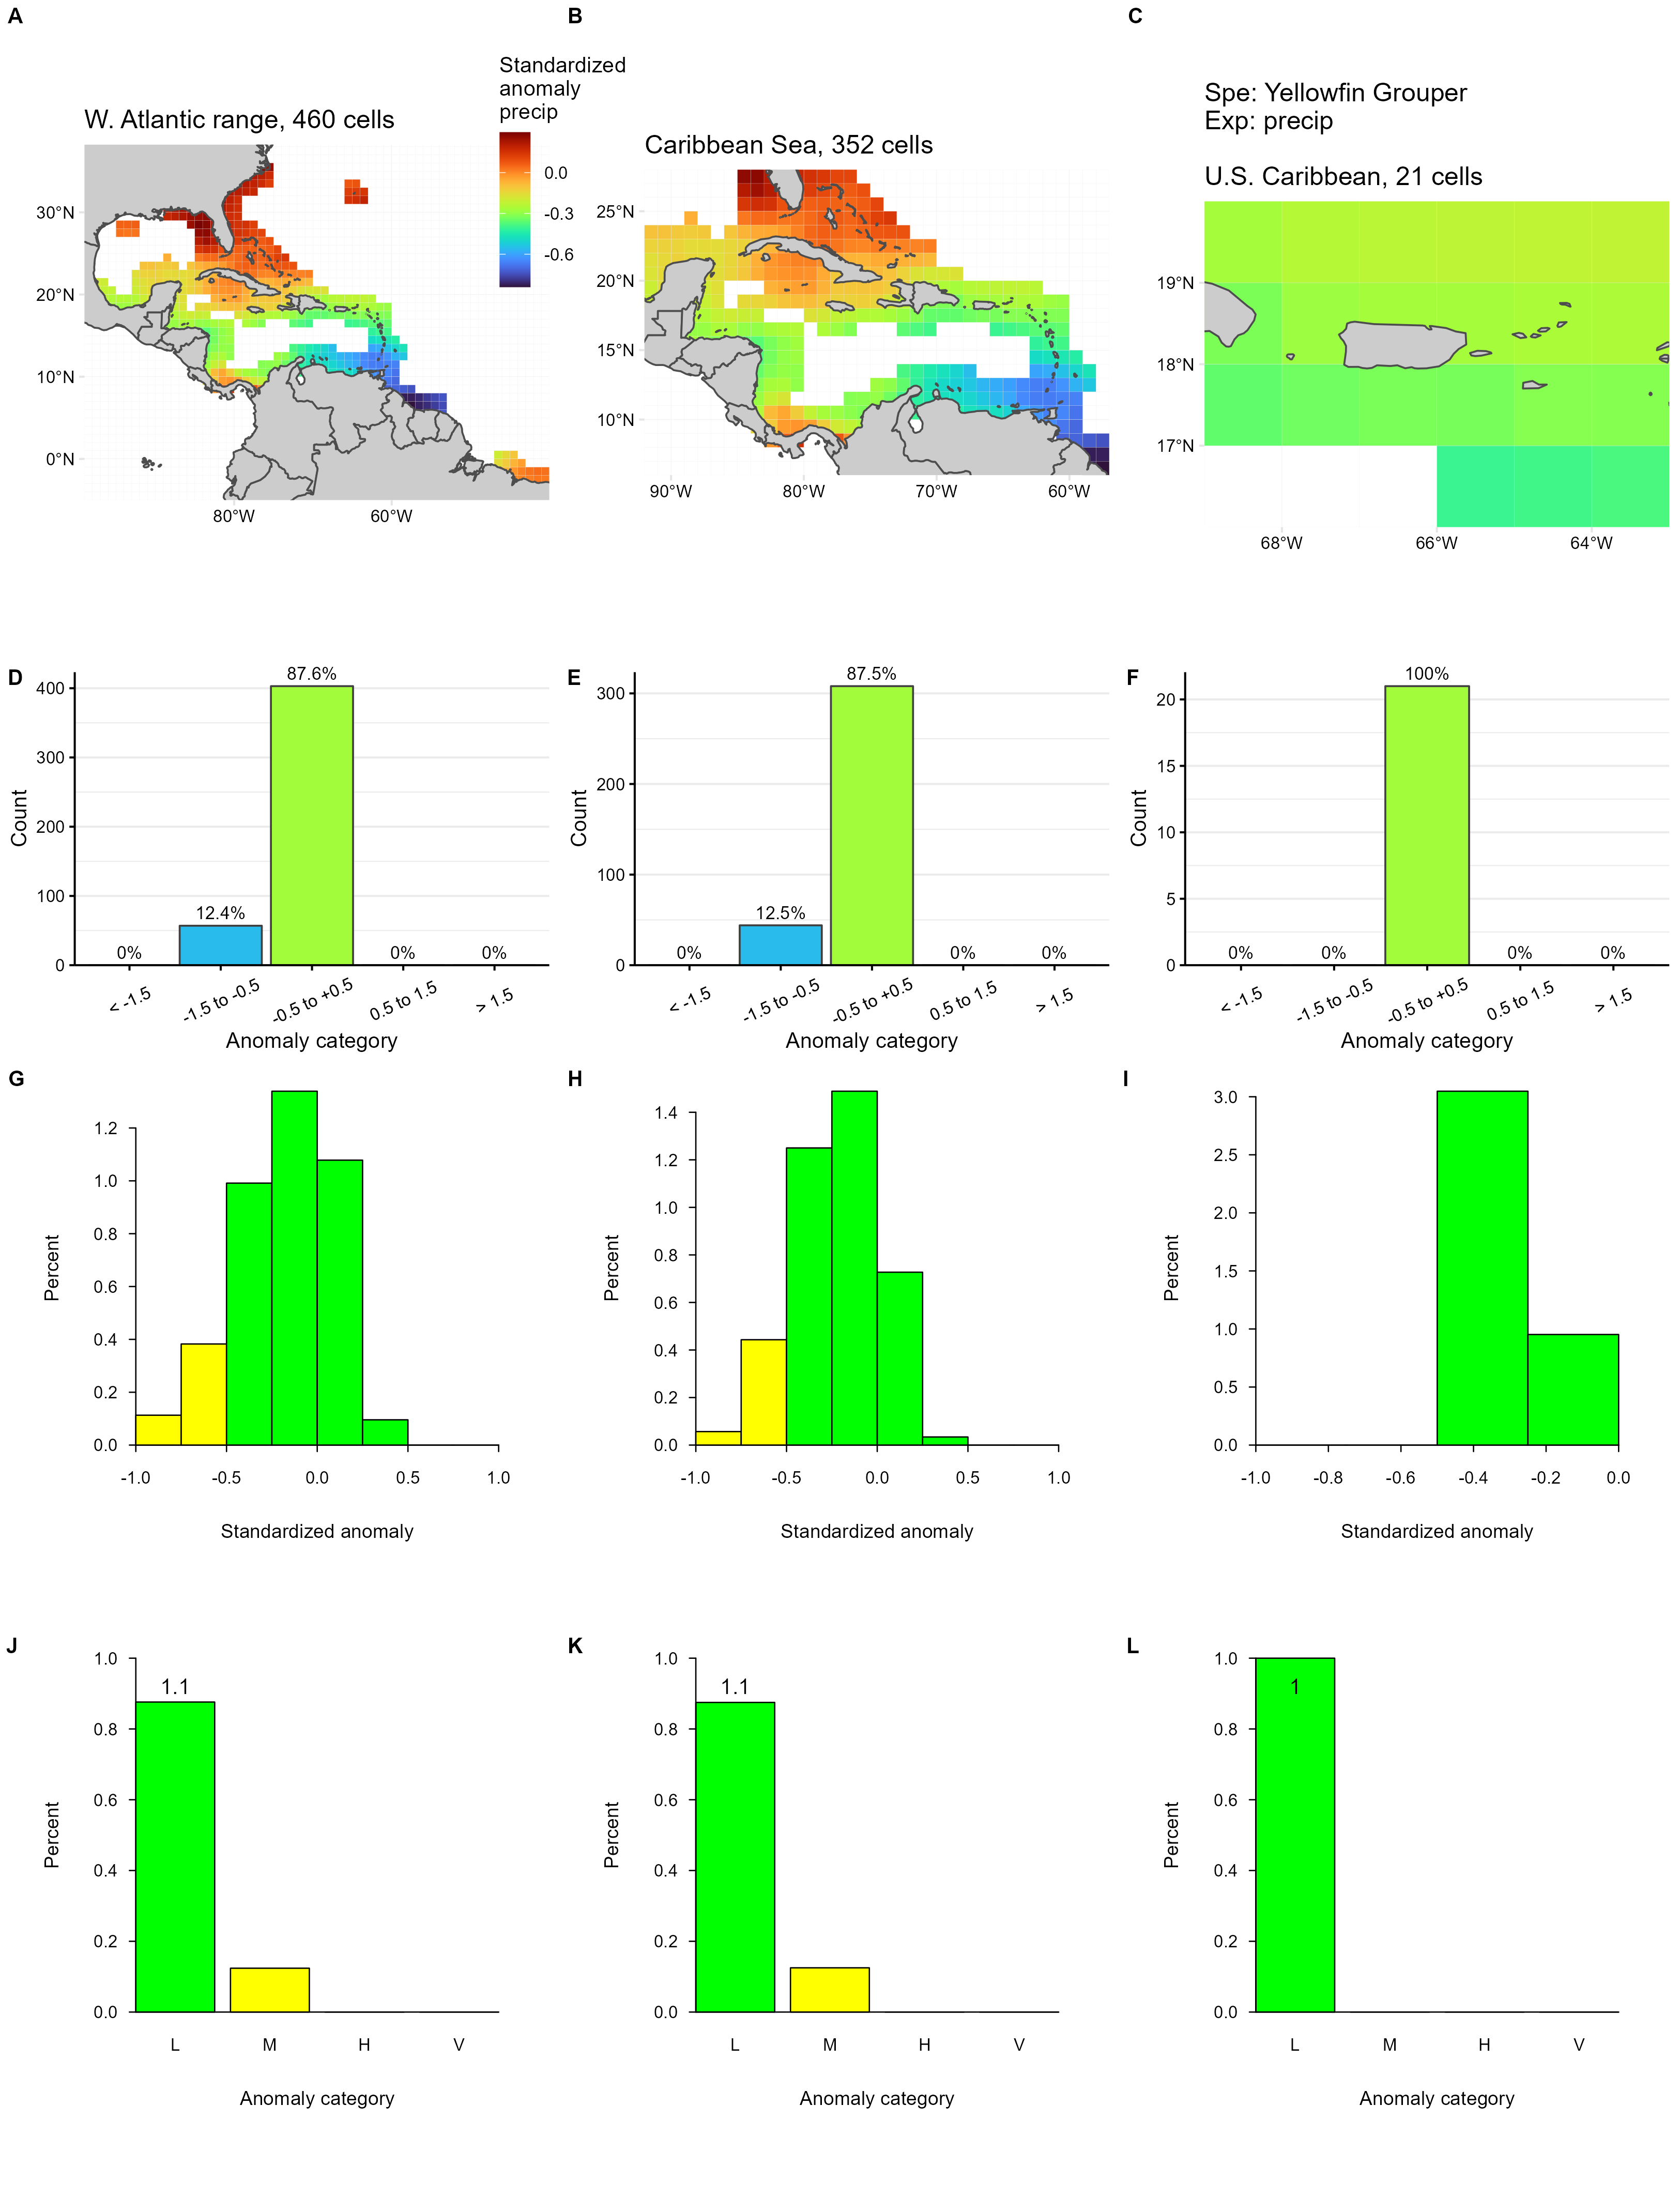 A
B
C
Standardized
anomaly
precip
0.0
-0.3
-0.6
W. Atlantic range, 460 cells
30°N
20°N
10°N
0°N
80°W
60°W
Caribbean Sea, 352 cells
25°N
20°N
15°N
10°N
90°W
80°W
70°W
60°W
Spe: Yellowfin Grouper
Exp: precip
U.S. Caribbean, 21 cells
19°N
18°N
17°N
68°W
66°W
64°W
D
Count
400
300
200
100
0
0%
12.4%
87.6%
0%
0%
< -1.5
-1.5 to -0.5
-0.5 to +0.5
0.5 to 1.5
> 1.5
Anomaly category
E
Count
300
200
100
0
0%
12.5%
87.5%
0%
0%
< -1.5
-1.5 to -0.5
-0.5 to +0.5
0.5 to 1.5
> 1.5
Anomaly category
F
Count
20
15
10
5
0
0%
0%
100%
0%
0%
< -1.5
-1.5 to -0.5
-0.5 to +0.5
0.5 to 1.5
> 1.5
Anomaly category
G
Percent
1.2
1.0
0.8
0.6
0.4
0.2
0.0
-1.0
-0.5
0.0
0.5
1.0
Standardized anomaly
H
Percent
1.4
1.2
1.0
0.8
0.6
0.4
0.2
0.0
-1.0
-0.5
0.0
0.5
1.0
Standardized anomaly
I
Percent
3.0
2.5
2.0
1.5
1.0
0.5
0.0
-1.0
-0.8
-0.6
-0.4
-0.2
0.0
Standardized anomaly
J
Percent
1.0
0.8
0.6
0.4
0.2
0.0
1.1
L
M
H
V
Anomaly category
K
Percent
1.0
0.8
0.6
0.4
0.2
0.0
1.1
L
M
H
V
Anomaly category
L
Percent
1.0
0.8
0.6
0.4
0.2
0.0
1
L
M
H
V
Anomaly category